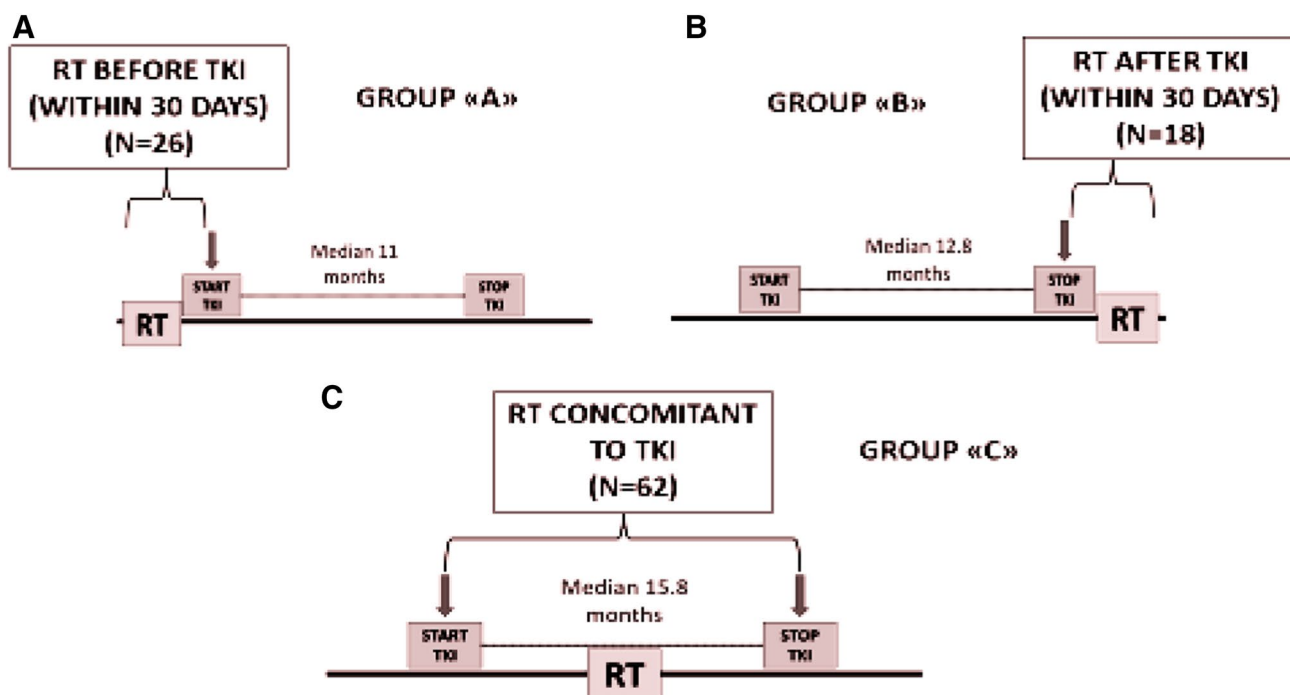 A
RT BEFORE TKI
(WITHIN 30 DAYS)
(N=26)
GROUP «A»
START
TKI
Median 11
months
STOP
TKI
RT
B
GROUP «B»
RT AFTER TKI
(WITHIN 30 DAYS)
(N=18)
START
TKI
Median 12.8
months
STOP
TKI
RT
C
RT CONCOMITANT
TO TKI
(N=62)
GROUP «C»
START
TKI
Median 15.8
months
STOP
TKI
RT